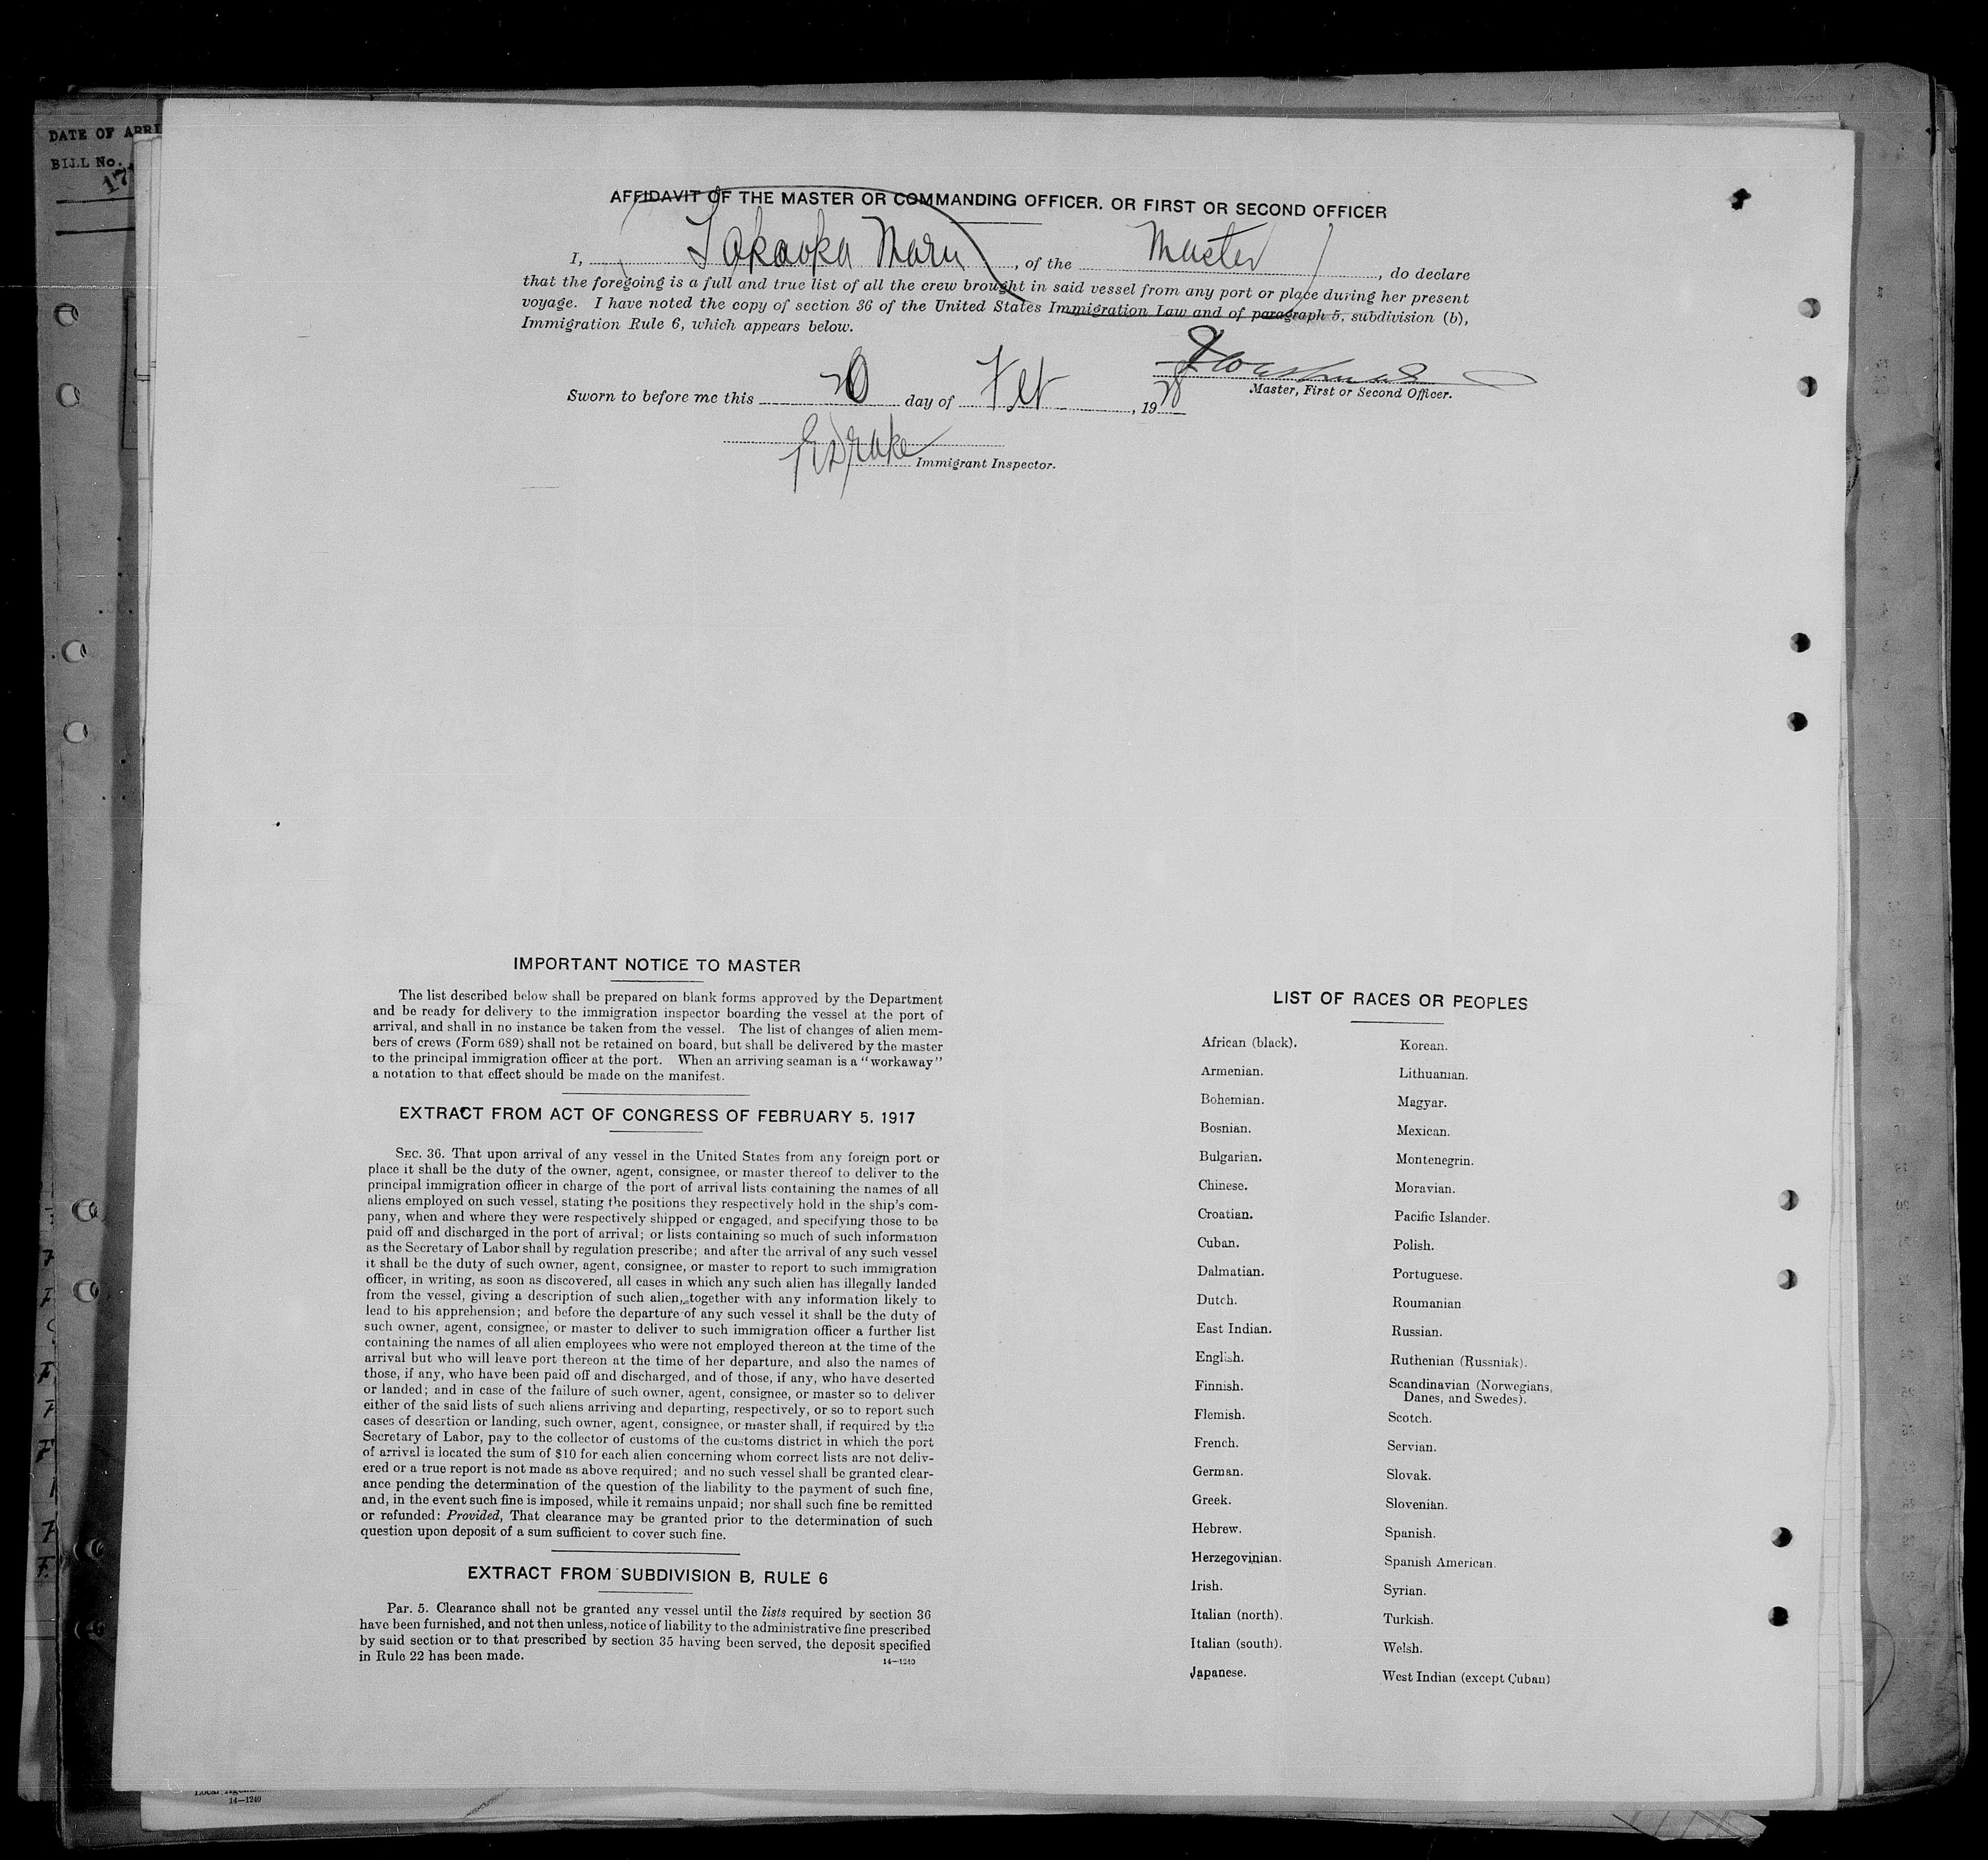 DATE OF ARRI
BILL No.
17
AFFIDAVIT OF THE MASTER OR COMMANDING OFFICER, OR FIRST OR SECOND OFFICER
I, Takaoka Maru, of the Master, do declare
that the foregoing is a full and true list of all the crew brought in said vessel from any port or place during her present
voyage. I have noted the copy of section 36 of the United States Immigration Law and of paragraph 5, subdivision (b),
Immigration Rule 6, which appears below.
Master, First or Second Officer.
Sworn to before me this 20 day of Feb, 1928
Drake
Immigrant Inspector.
IMPORTANT NOTICE TO MASTER
The list described below shall be prepared on blank forms approved by the Department
and be ready for delivery to the immigration inspector boarding the vessel at the port of
arrival, and shall in no instance be taken from the vessel. The list of changes of alien mem-
bers of crews (Form 689) shall not be retained on board, but shall be delivered by the master
to the principal immigration officer at the port. When an arriving seaman is a "workaway"
a notation to that effect should be made on the manifest.
EXTRACT FROM ACT OF CONGRESS OF FEBRUARY 5, 1917
SEC. 36. That upon arrival of any vessel in the United States from any foreign port or
place it shall be the duty of the owner, agent, consignee, or master thereof to deliver to the
principal immigration officer in charge of the port of arrival lists containing the names of all
aliens employed on such vessel, stating the positions they respectively hold in the ship's com-
pany, when and where they were respectively shipped or engaged, and specifying those to be
paid off and discharged in the port of arrival; or lists containing so much of such information
as the Secretary of Labor shall by regulation prescribe; and after the arrival of any such vessel
it shall be the duty of such owner, agent, consignee, or master to report to such immigration
officer, in writing, as soon as discovered, all cases in which any such alien has illegally landed
from the vessel, giving a description of such alien, together with any information likely to
lead to his apprehension; and before the departure of any such vessel it shall be the duty of
such owner, agent, consignee, or master to deliver to such immigration officer a further list
containing the names of all alien employees who were not employed thereon at the time of the
arrival but who will leave port thereon at the time of her departure, and also the names of
those, if any, who have been paid off and discharged, and of those, if any, who have deserted
or landed; and in case of the failure of such owner, agent, consignee, or master so to deliver
either of the said lists of such aliens arriving and departing, respectively, or so to report such
cases of desertion or landing, such owner, agent, consignee, or master shall, if required by the
Secretary of Labor, pay to the collector of customs of the customs district in which the port
of arrival is located the sum of $10 for each alien concerning whom correct lists are not deliv-
ered or a true report is not made as above required; and no such vessel shall be granted clear-
ance pending the determination of the question of the liability to the payment of such fine,
and, in the event such fine is imposed, while it remains unpaid; nor shall such fine be remitted
or refunded: Provided, That clearance may be granted prior to the determination of such
question upon deposit of a sum sufficient to cover such fine.
EXTRACT FROM SUBDIVISION B, RULE 6
Par. 5. Clearance shall not be granted any vessel until the lists required by section 36
have been furnished, and not then unless, notice of liability to the administrative fine prescribed
by said section or to that prescribed by section 35 having been served, the deposit specified
in Rule 22 has been made.
14—1240
LIST OF RACES OR PEOPLES
African (black).
Armenian.
Bohemian.
Bosnian.
Bulgarian.
Chinese.
Croatian.
Cuban.
Dalmatian.
Dutch.
East Indian.
English.
Finnish.
Flemish.
French.
German.
Greek.
Hebrew.
Herzegovinian.
Irish.
Italian (north).
Italian (south).
Japanese.
Korean.
Lithuanian.
Magyar.
Mexican.
Montenegrin.
Moravian.
Pacific Islander.
Polish.
Portuguese.
Roumanian
Russian.
Ruthenian (Russniak).
Scandinavian (Norwegians,
Danes, and Swedes).
Scotch.
Servian.
Slovak.
Slovenian.
Spanish.
Spanish American.
Syrian.
Turkish.
Welsh.
West Indian (except Cuban)
14—1240